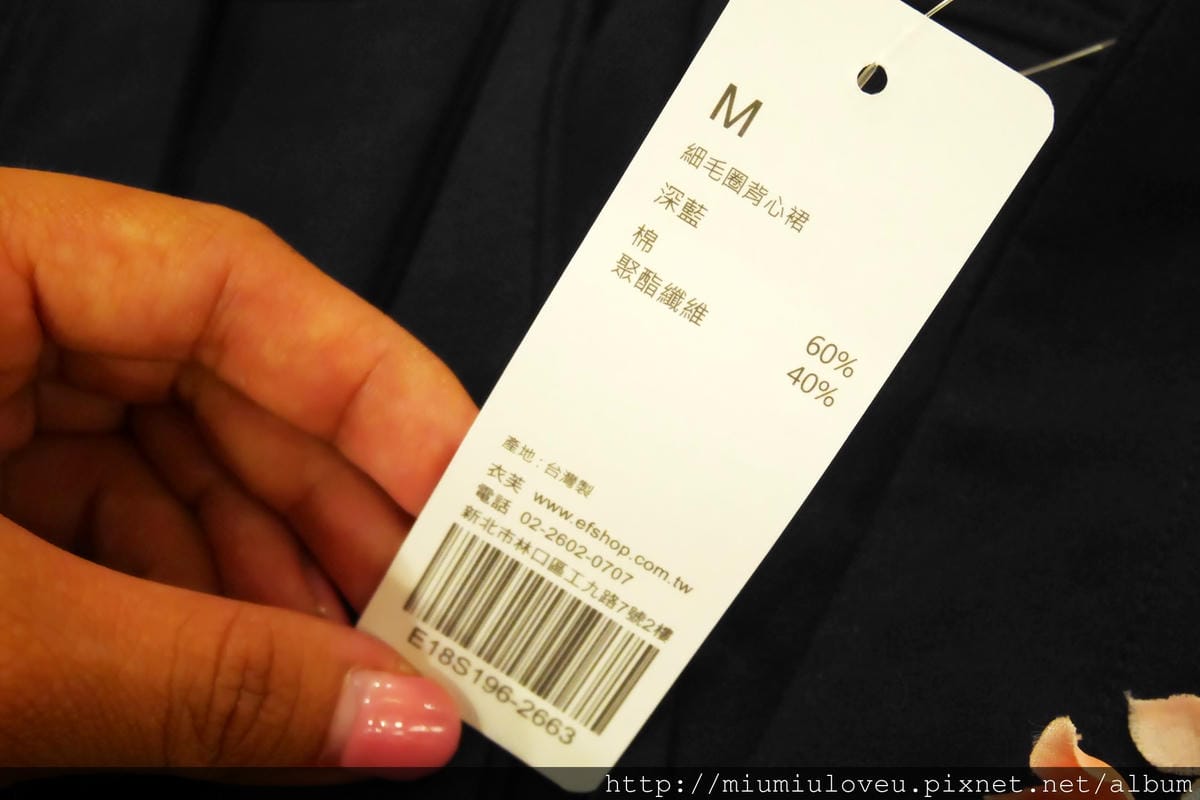 M
細毛圈背心裙
深藍
棉 60%
聚酯纖維 40%
產地：台灣製
衣芙 www.efshop.com.tw
電話 02-2602-0707
新北市林口區工九路7號2樓
E18S196-2663
http://miumiuloveu.pixnet.net/album